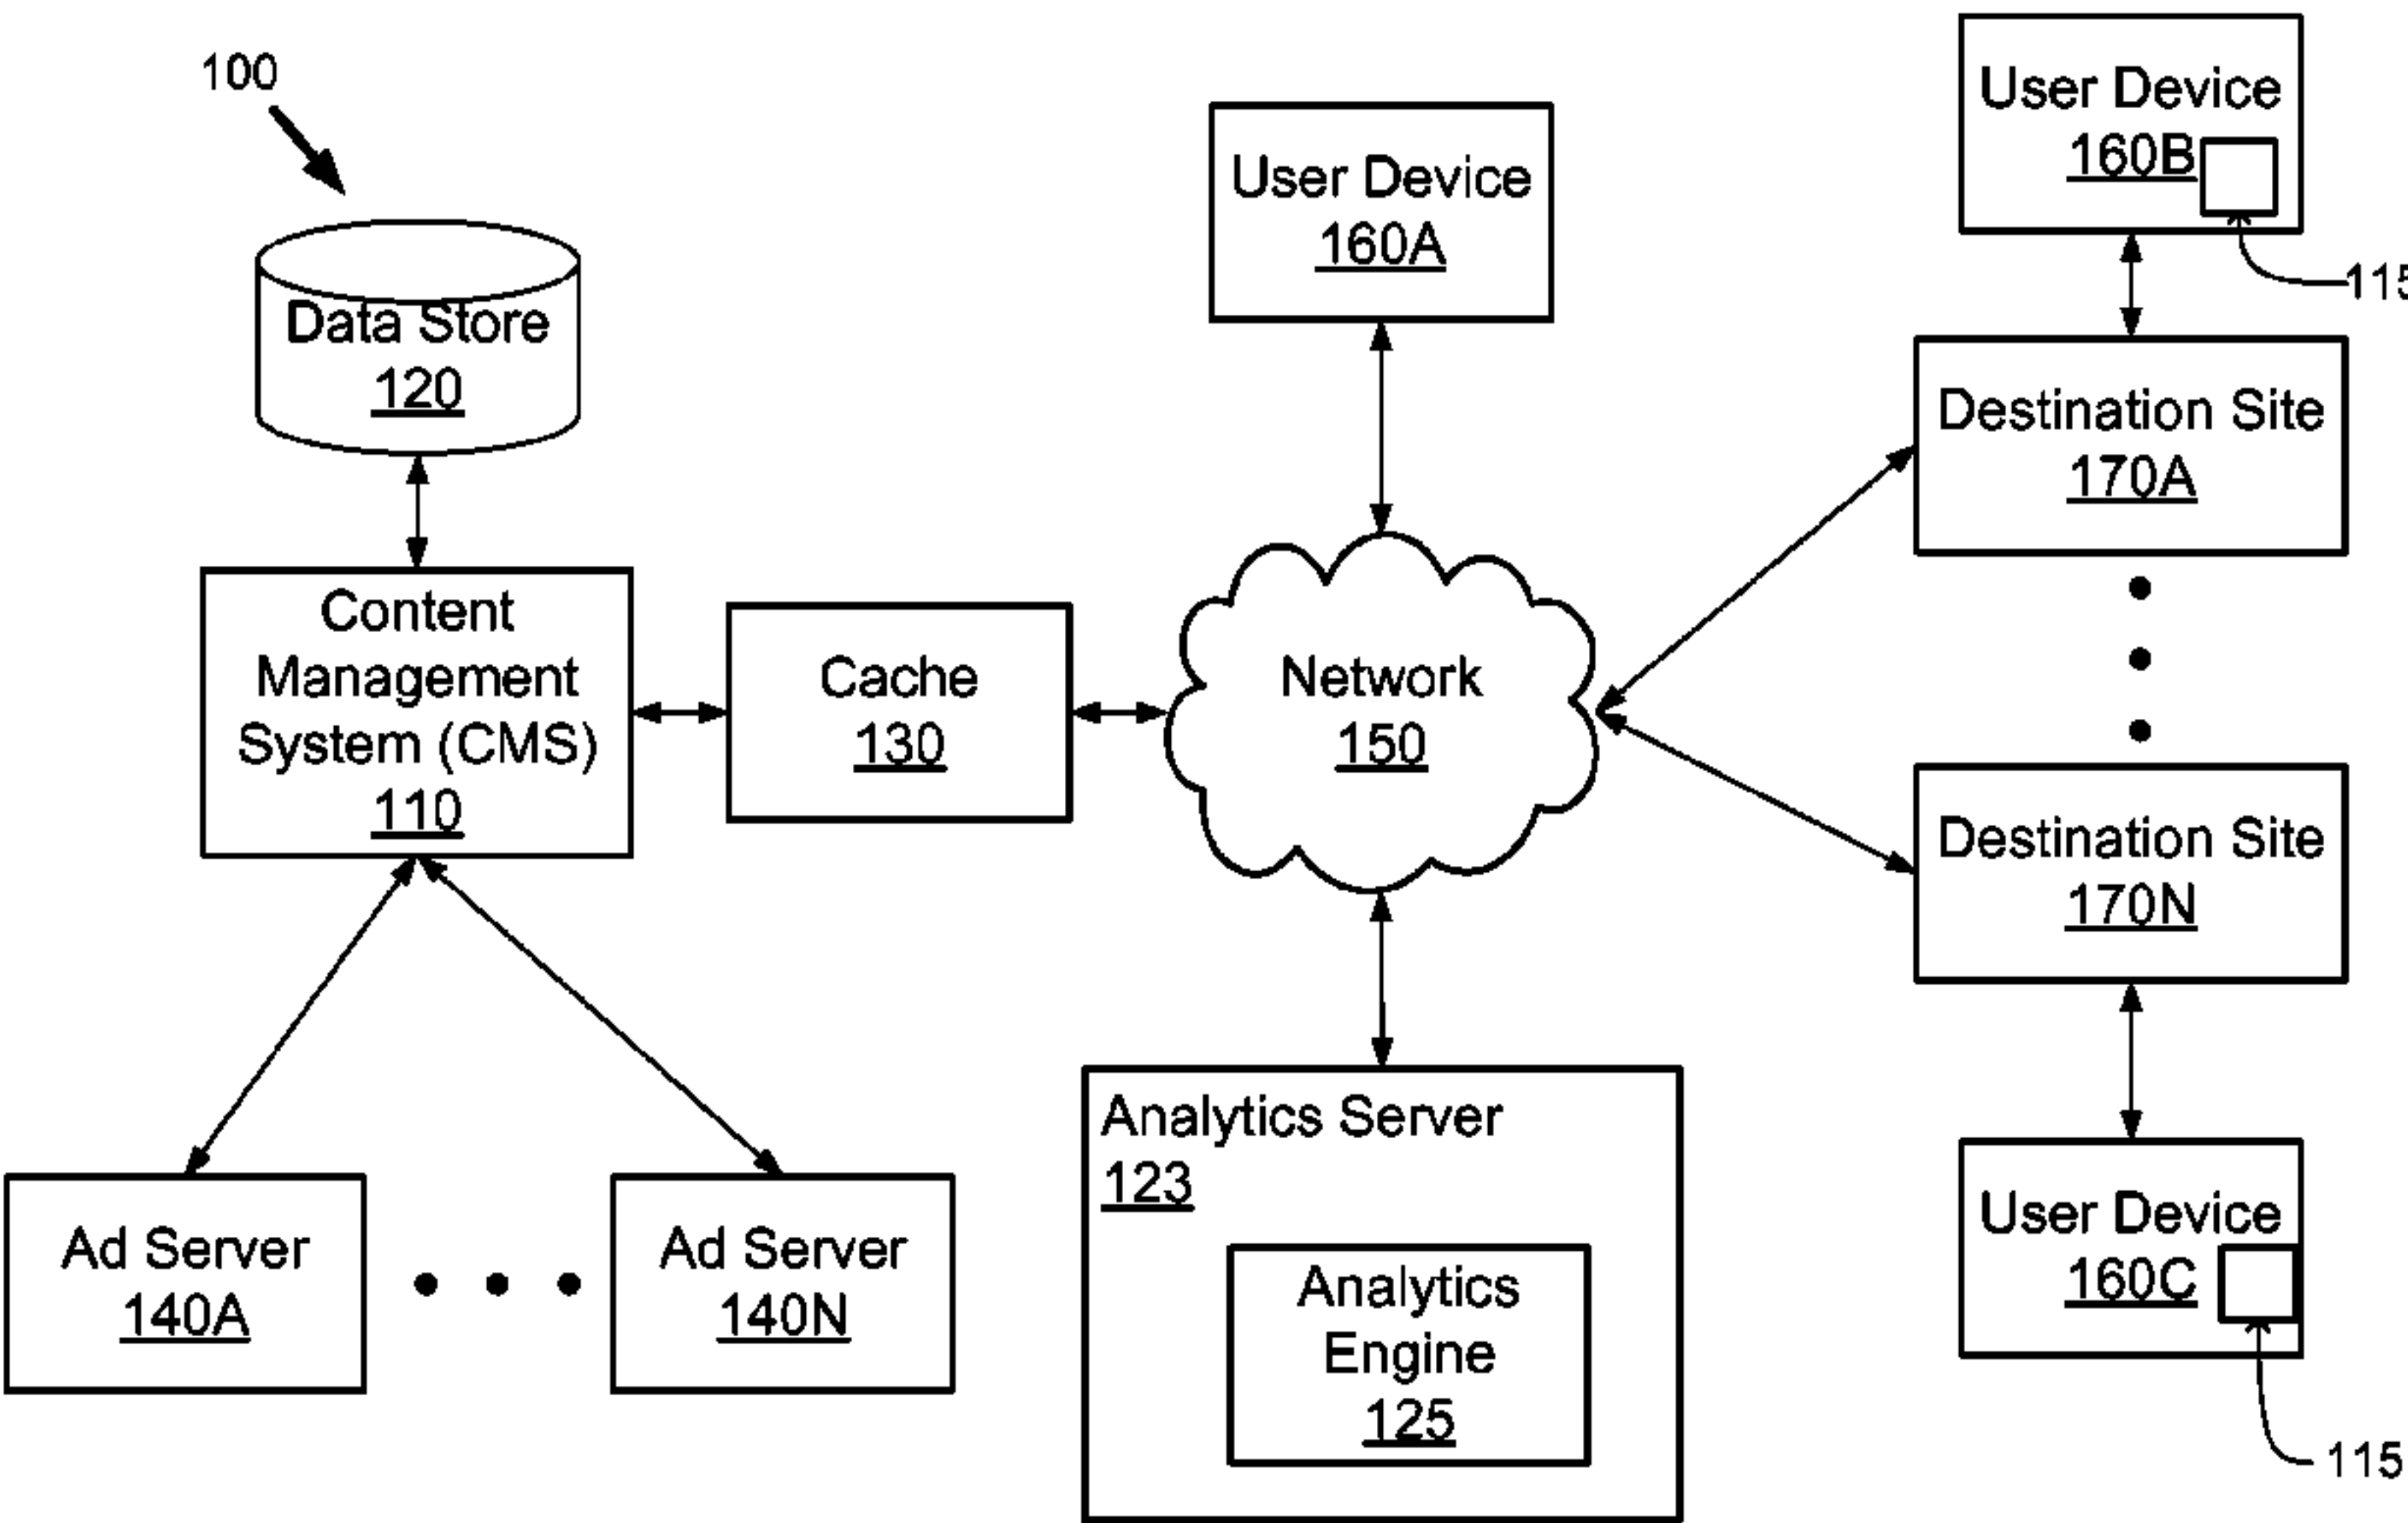 100
Data Store
120
Content
Management
System (CMS)
110
Cache
130
Ad Server
140A
Ad Server
140N
User Device
160A
Network
150
Analytics Server
123
Analytics
Engine
125
User Device
160B
115
Destination Site
170A
Destination Site
170N
User Device
160C
115